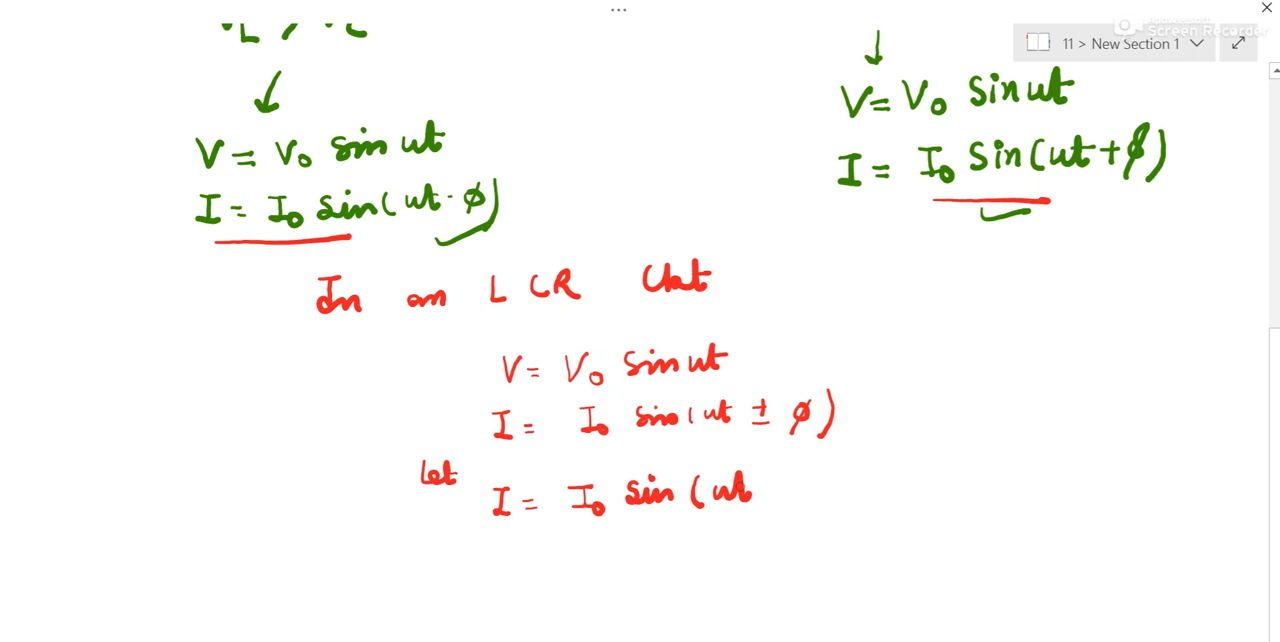 ...
11 > New Section 1
Screen Recorder
V = V₀ sin ωt
I = I₀ sin(ωt - φ)
V = V₀ sin ωt
I = I₀ sin(ωt + φ)
In an LCR Ckt
V = V₀ sin ωt
I = I₀ sin(ωt ± φ)
Let I = I₀ sin(ωt